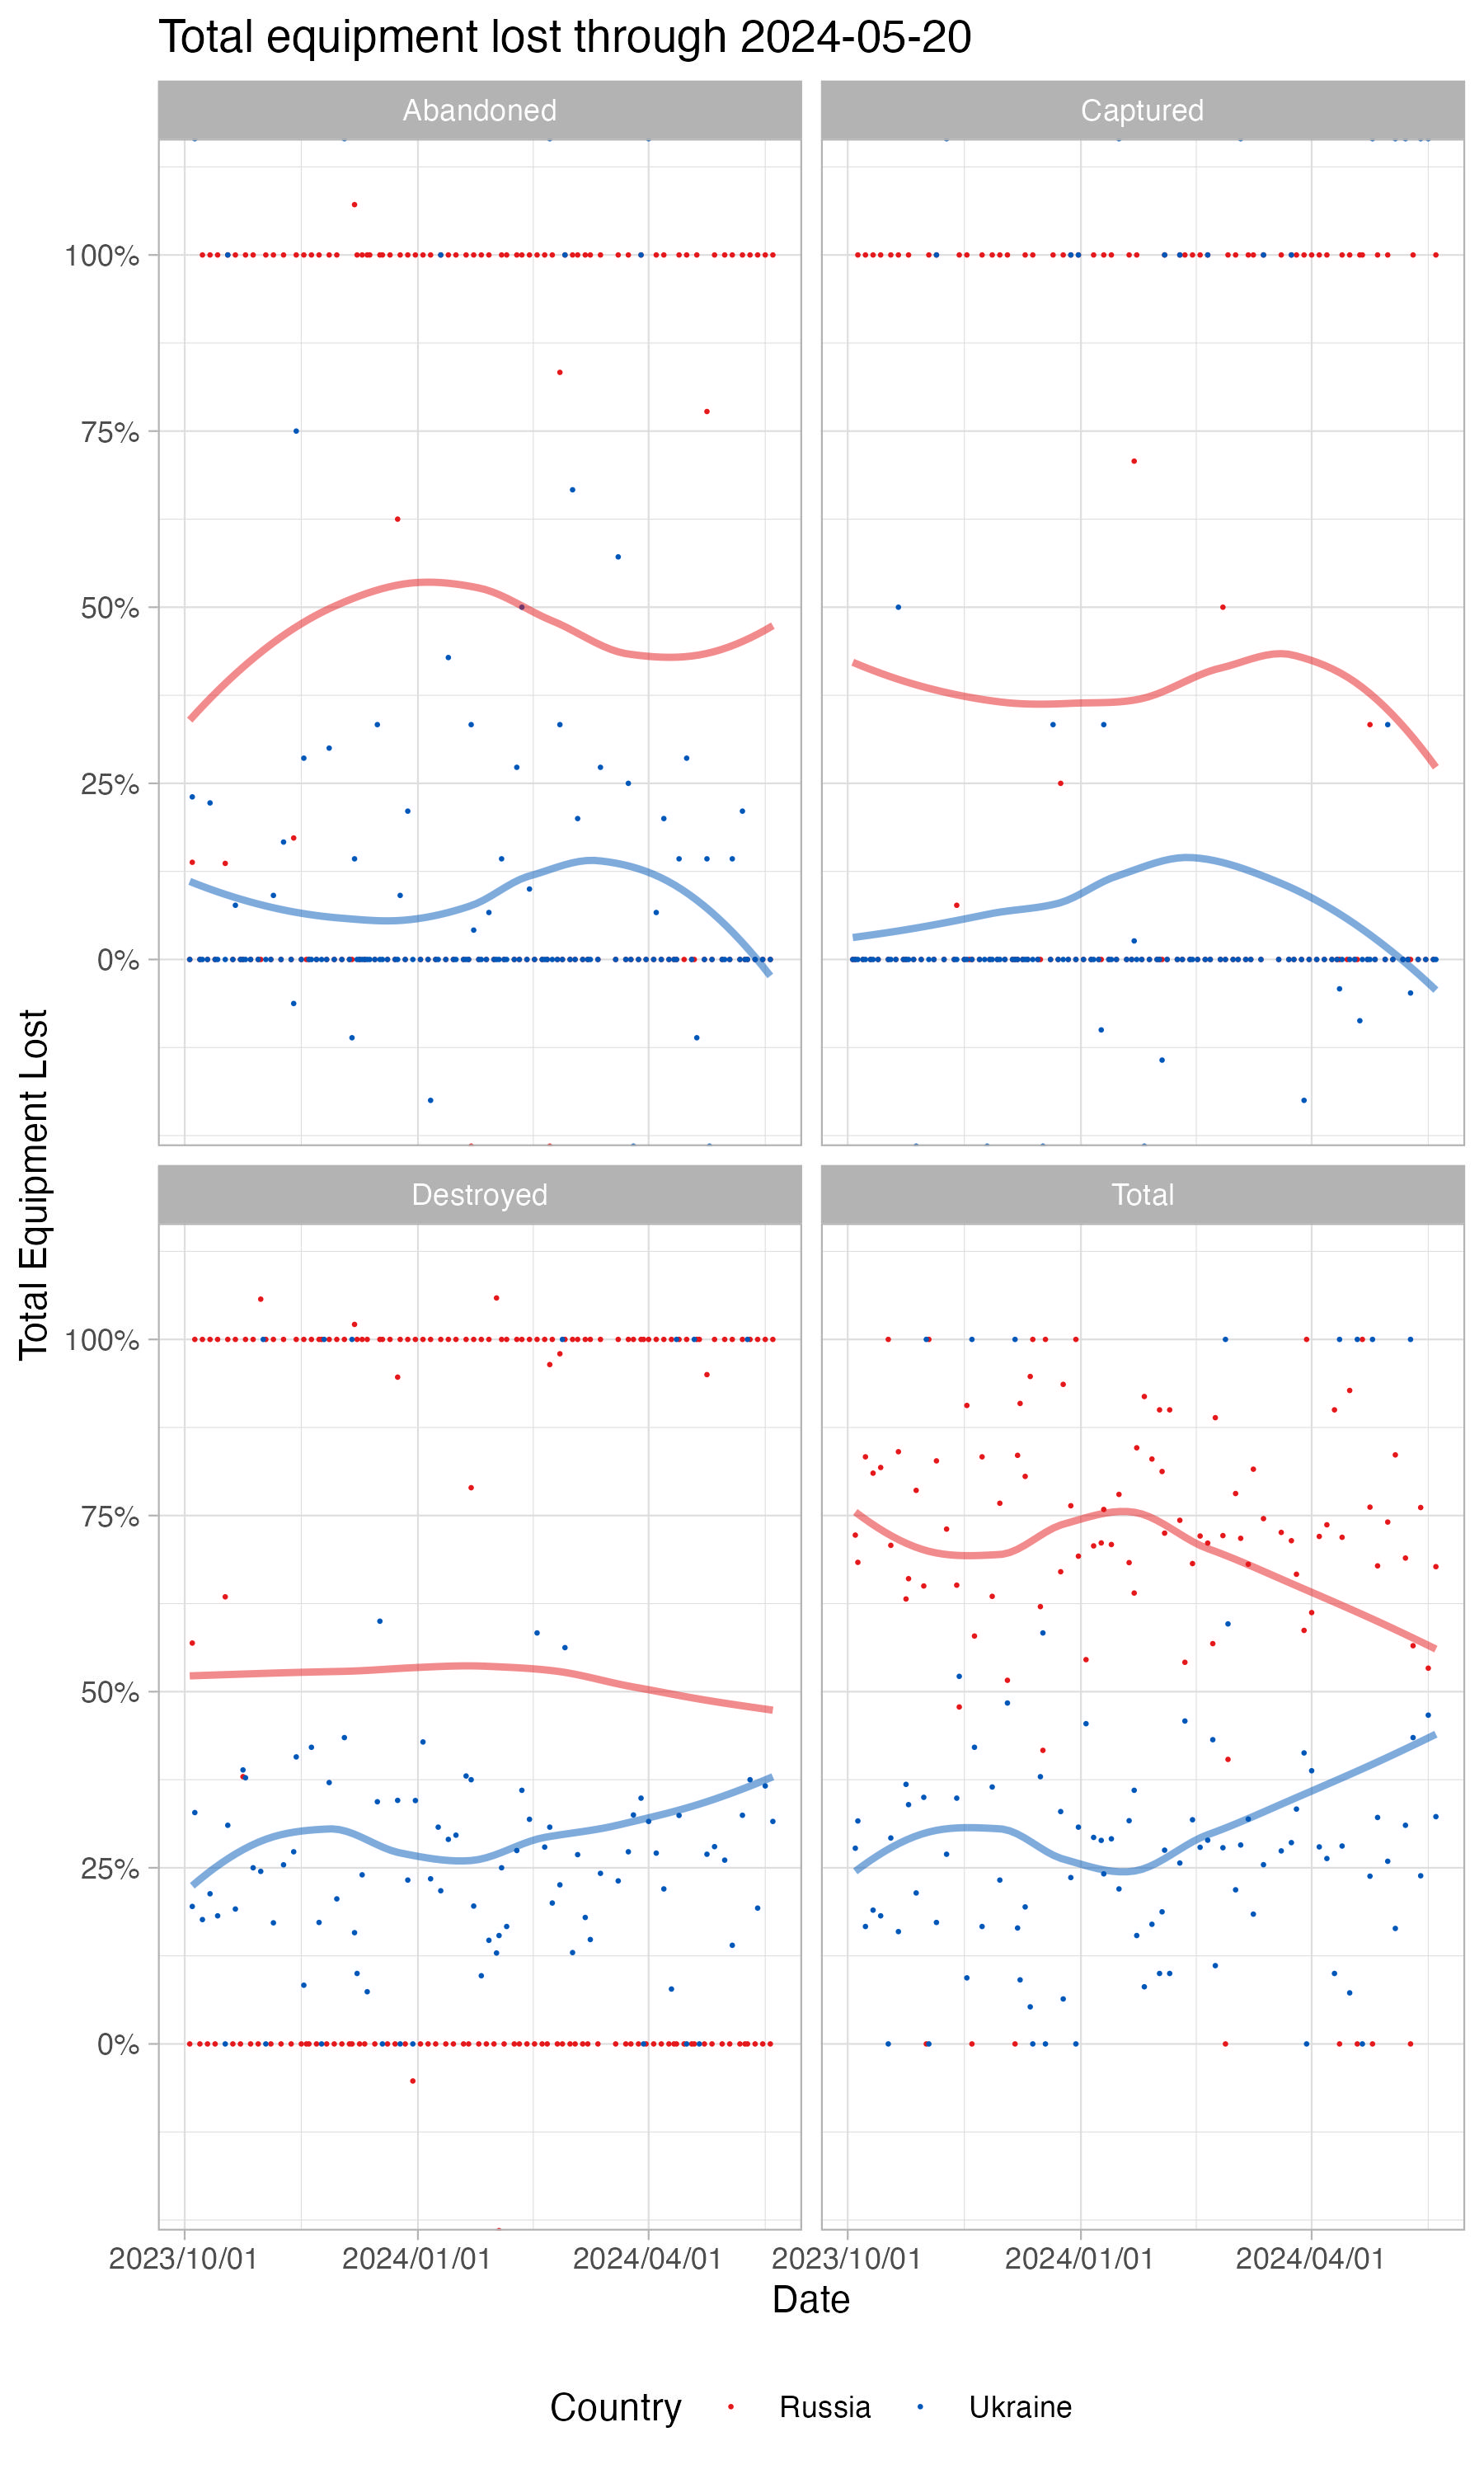 Total equipment lost through 2024-05-20
Abandoned
Captured
100%
75%
50%
25%
0%
Total Equipment Lost
Destroyed
Total
100%
75%
50%
25%
0%
2023/10/01
2024/01/01
2024/04/01
2023/10/01
2024/01/01
2024/04/01
Date
Country
Russia
Ukraine